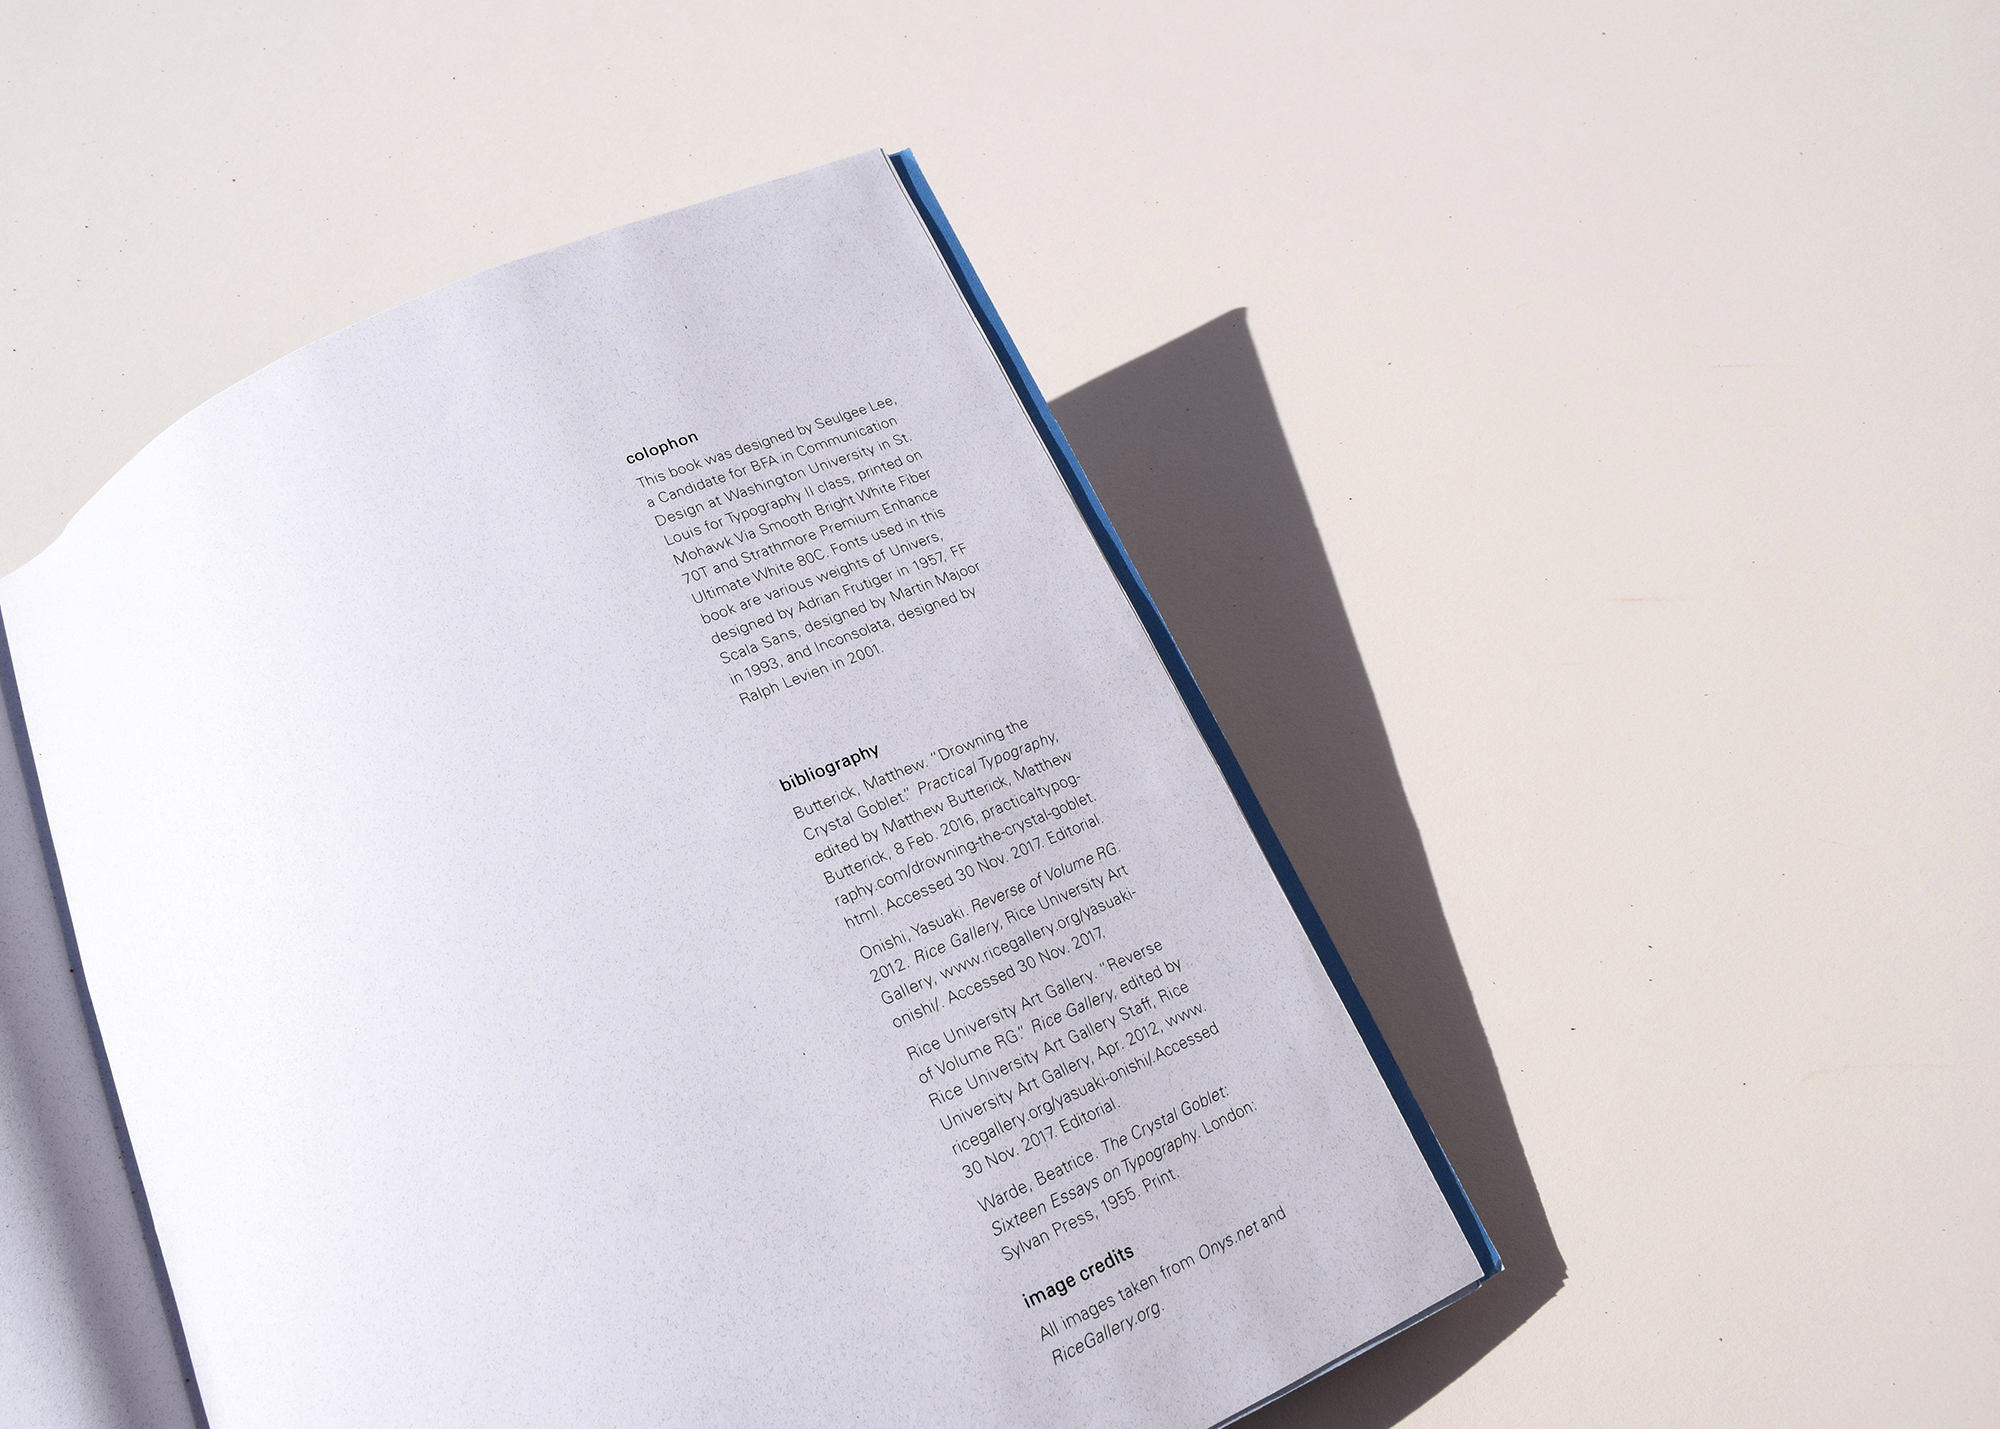 colophon
This book was designed by Seulgee Lee,
a Candidate for BFA in Communication
Design at Washington University in St.
Louis for Typography II class, printed on
Mohawk Via Smooth Bright White Fiber
70T and Strathmore Premium Enhance
Ultimate White 80C. Fonts used in this
book are various weights of Univers,
designed by Adrian Frutiger in 1957, FF
Scala Sans, designed by Martin Majoor
in 1993, and Inconsolata, designed by
Ralph Levien in 2001.
bibliography
Butterick, Matthew. “Drowning the
Crystal Goblet.” Practical Typography,
edited by Matthew Butterick, Matthew
Butterick, 8 Feb. 2016, practicaltypog-
raphy.com/drowning-the-crystal-goblet.
html. Accessed 30 Nov. 2017. Editorial.
Onishi, Yasuaki. Reverse of Volume RG.
2012. Rice Gallery, Rice University Art
Gallery, www.ricegallery.org/yasuaki-
onishi/. Accessed 30 Nov. 2017.
Rice University Art Gallery. “Reverse
of Volume RG.” Rice Gallery, edited by
Rice University Art Gallery Staff, Rice
University Art Gallery, Apr. 2012, www.
ricegallery.org/yasuaki-onishi/.Accessed
30 Nov. 2017. Editorial.
Warde, Beatrice. The Crystal Goblet:
Sixteen Essays on Typography. London:
Sylvan Press, 1955. Print.
image credits
All images taken from Onys.net and
RiceGallery.org.